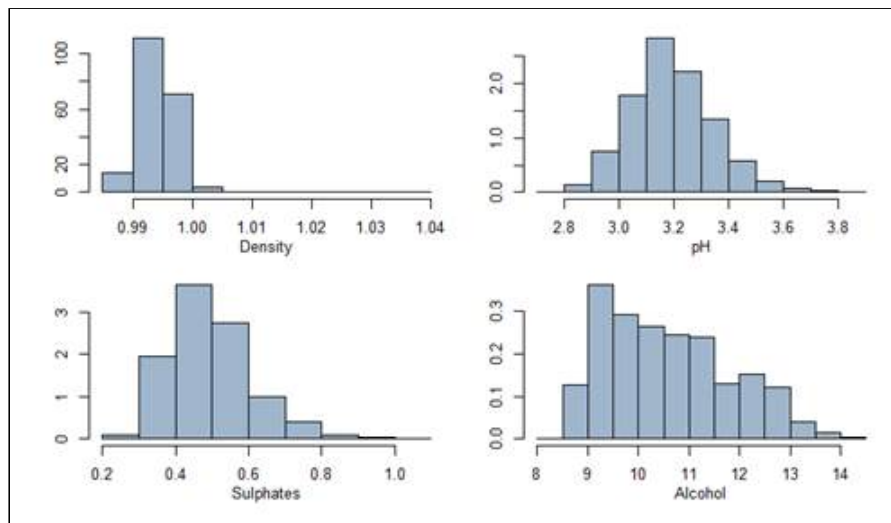 0 20 60 100
0.99 1.00 1.01 1.02 1.03 1.04
Density
0.0 1.0 2.0
2.8 3.0 3.2 3.4 3.6 3.8
pH
0 1 2 3
0.2 0.4 0.6 0.8 1.0
Sulphates
0.0 0.1 0.2 0.3
8 9 10 11 12 13 14
Alcohol